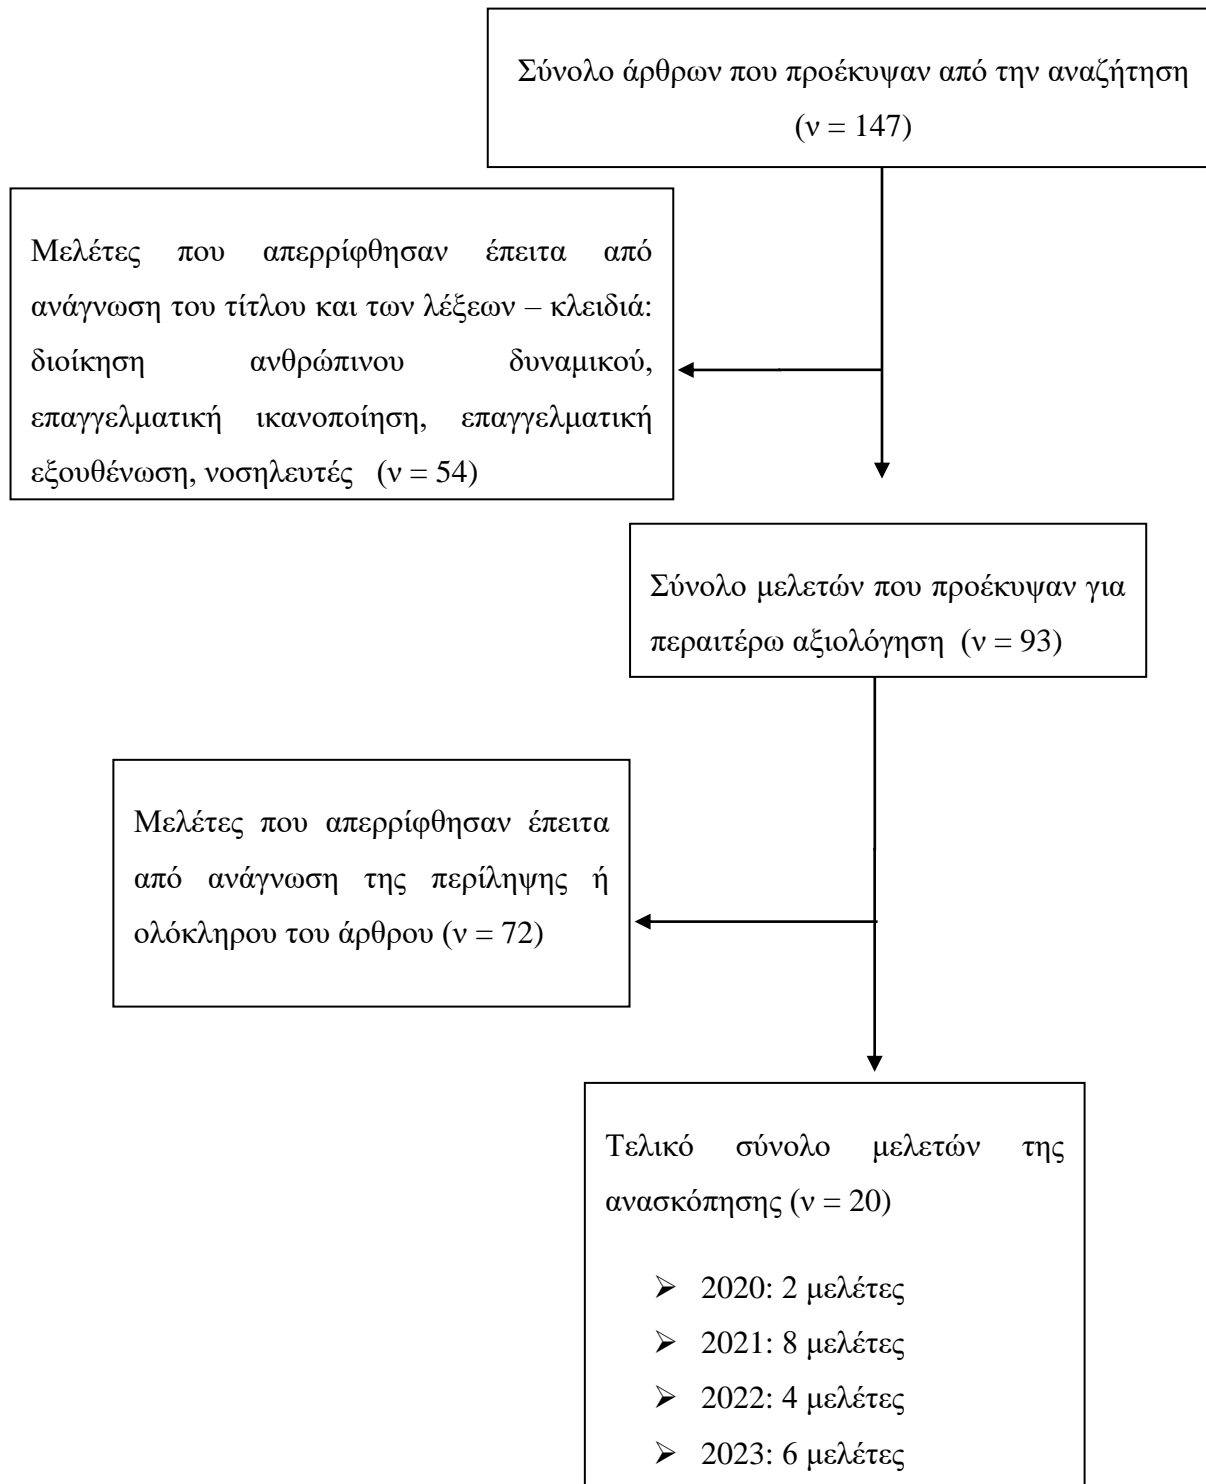 Σύνολο άρθρων που προέκυψαν από την αναζήτηση
(ν = 147)
Μελέτες που απερρίφθησαν έπειτα από
ανάγνωση του τίτλου και των λέξεων – κλειδιά:
διοίκηση ανθρώπινου δυναμικού,
επαγγελματική ικανοποίηση, επαγγελματική
εξουθένωση, νοσηλευτές (ν = 54)
Σύνολο μελετών που προέκυψαν για
περαιτέρω αξιολόγηση (ν = 93)
Μελέτες που απερρίφθησαν έπειτα
από ανάγνωση της περίληψης ή
ολόκληρου του άρθρου (ν = 72)
Τελικό σύνολο μελετών της
ανασκόπησης (ν = 20)
➢ 2020: 2 μελέτες
➢ 2021: 8 μελέτες
➢ 2022: 4 μελέτες
➢ 2023: 6 μελέτες